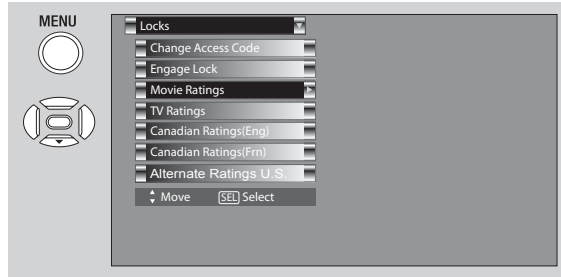 MENU
Locks
Change Access Code
Engage Lock
Movie Ratings
TV Ratings
Canadian Ratings(Eng)
Canadian Ratings(Frn)
Alternate Ratings U.S.
Move SEL Select